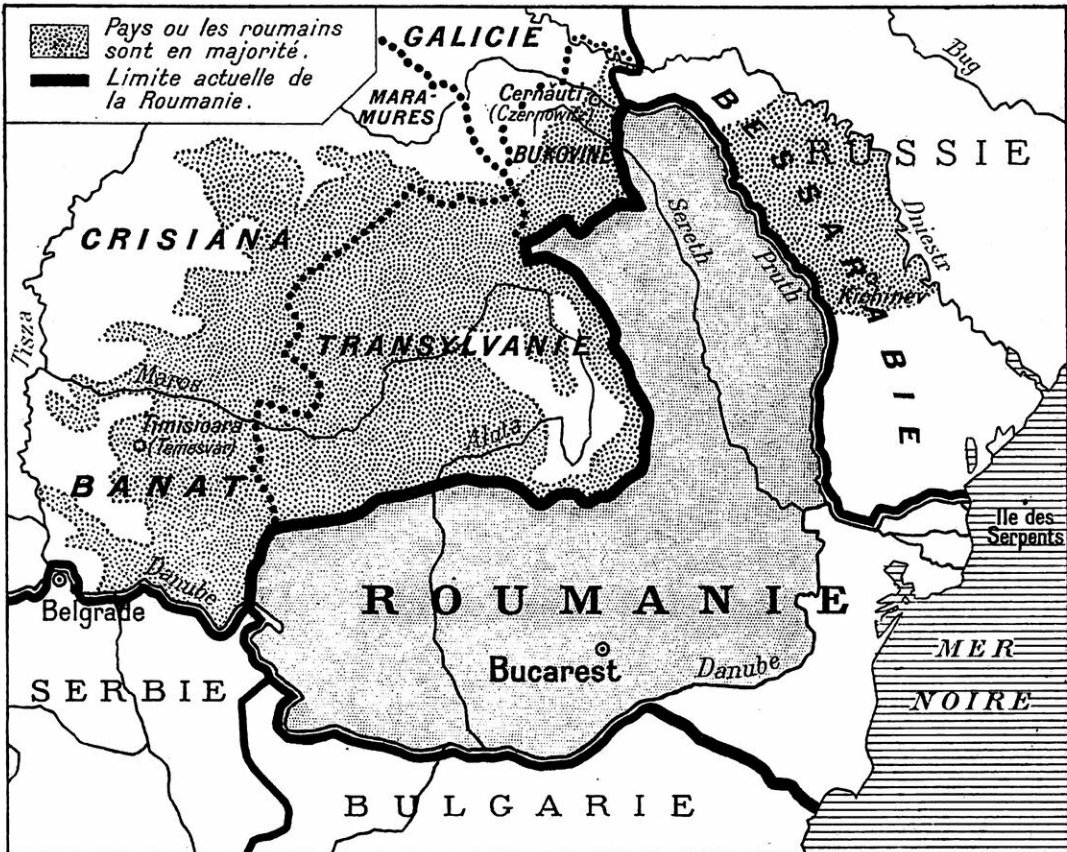 Pays ou les roumains
sont en majorité.
Limite actuelle de
la Roumanie.
GALICIE
Bug
MARA-
MURES
Cernăuti
(Czernowitz)
BUKOVINE
BESSARABIE
RUSSIE
CRISIANA
Sereth
Pruth
Dniestr
Kichinev
Tisza
TRANSYLVANIE
Maros
Timisioara
(Temesvar)
Aluta
BANAT
Ile des
Serpents
Danube
Belgrade
ROUMANIE
Bucarest
Danube
MER
NOIRE
SERBIE
BULGARIE